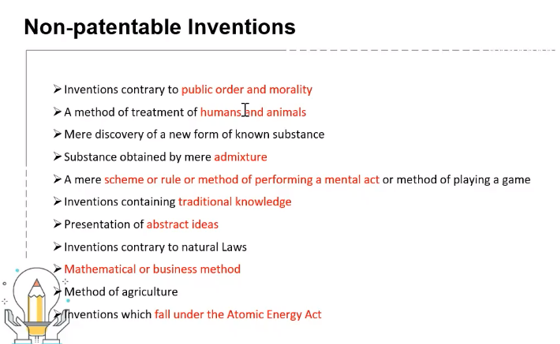 Non-patentable Inventions
➢Inventions contrary to public order and morality
➢A method of treatment of humans and animals
➢Mere discovery of a new form of known substance
➢Substance obtained by mere admixture
➢A mere scheme or rule or method of performing a mental act or method of playing a game
➢Inventions containing traditional knowledge
➢Presentation of abstract ideas
➢Inventions contrary to natural Laws
➢Mathematical or business method
➢Method of agriculture
➢Inventions which fall under the Atomic Energy Act